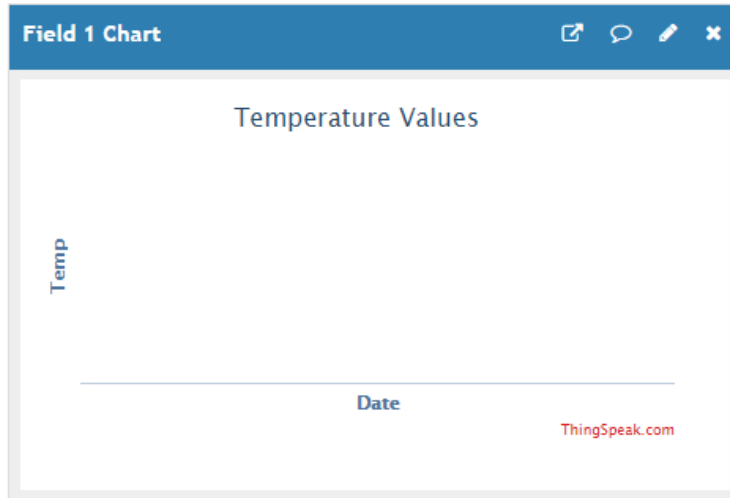 Field 1 Chart
Temperature Values
Temp
Date
ThingSpeak.com